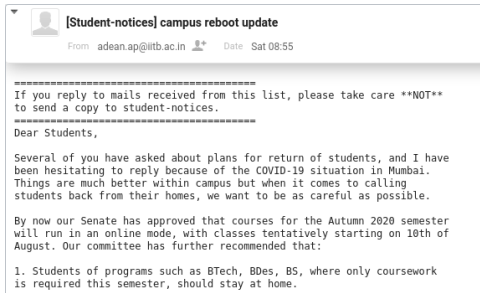 [Student-notices] campus reboot update
From adean.ap@iitb.ac.in Date Sat 08:55
========================================
If you reply to mails received from this list, please take care **NOT**
to send a copy to student-notices.
========================================
Dear Students,
Several of you have asked about plans for return of students, and I have
been hesitating to reply because of the COVID-19 situation in Mumbai.
Things are much better within campus but when it comes to calling
students back from their homes, we want to be as careful as possible.
By now our Senate has approved that courses for the Autumn 2020 semester
will run in an online mode, with classes tentatively starting on 10th of
August. Our committee has further recommended that:
1. Students of programs such as BTech, BDes, BS, where only coursework
is required this semester, should stay at home.